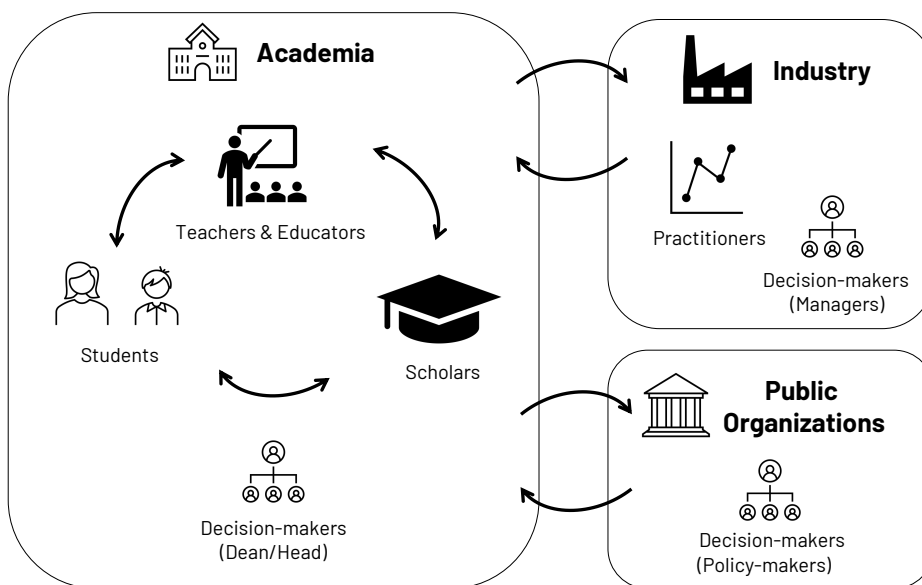 Academia
Teachers & Educators
Students
Scholars
Decision-makers
(Dean/Head)
Industry
Practitioners
Decision-makers
(Managers)
Public
Organizations
Decision-makers
(Policy-makers)